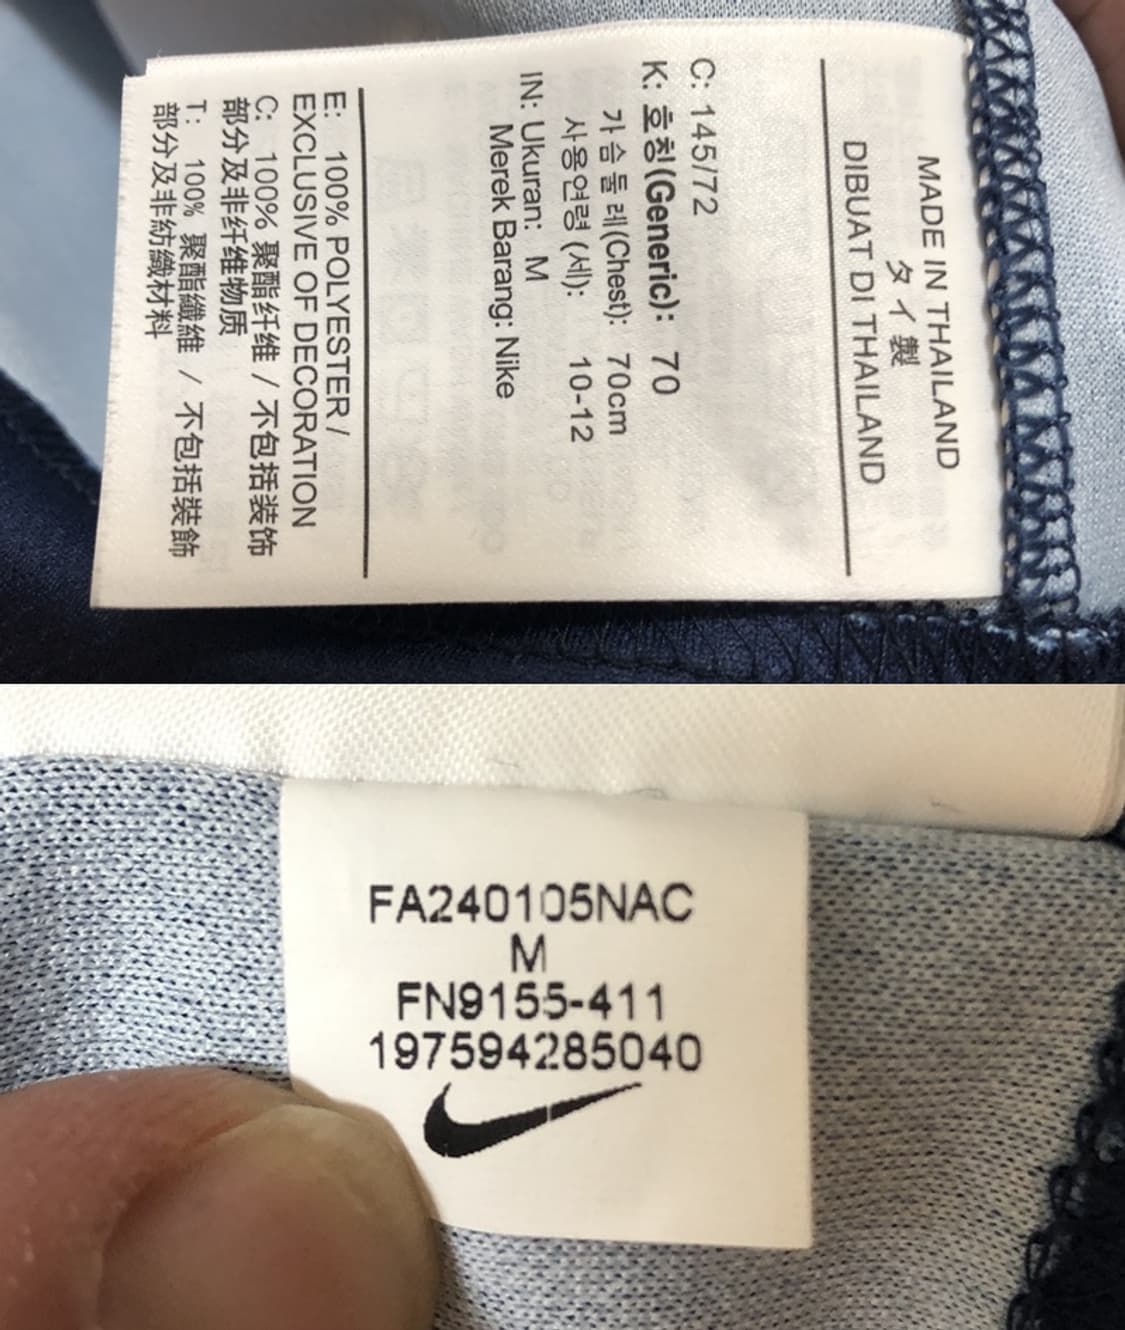 MADE IN THAILAND
タイ製
DIBUAT DI THAILAND
C: 145/72
K: 호칭(Generic): 70
가슴둘레(Chest): 70cm
사용연령(세): 10-12
IN: Ukuran: M
Merek Barang: Nike
E: 100% POLYESTER /
EXCLUSIVE OF DECORATION
C: 100% 聚酯纤维 / 不包括装饰
部分及非纤维物质
T: 100% 聚酯纖維 / 不包括裝飾
部分及非紡織材料
FA240105NAC
M
FN9155-411
197594285040